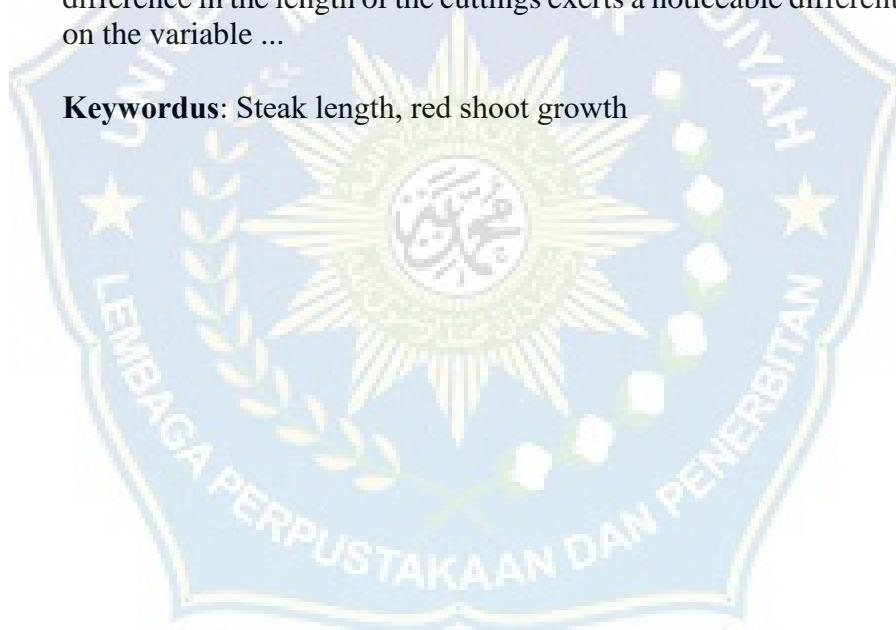 difference in the length of the cuttings exerts a noticeable different
on the variable ...
Keywordus: Steak length, red shoot growth
LEMBAGA PERPUSTAKAAN DAN PENERBITAN